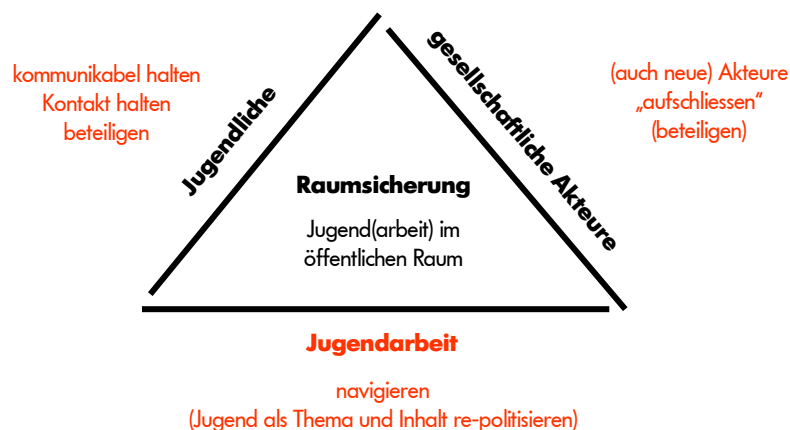 kommunikabel halten
Kontakt halten
beteiligen
Jugendliche
gesellschaftliche Akteure
(auch neue) Akteure
„aufschliessen“
(beteiligen)
Raumsicherung
Jugend(arbeit) im
öffentlichen Raum
Jugendarbeit
navigieren
(Jugend als Thema und Inhalt re-politisieren)